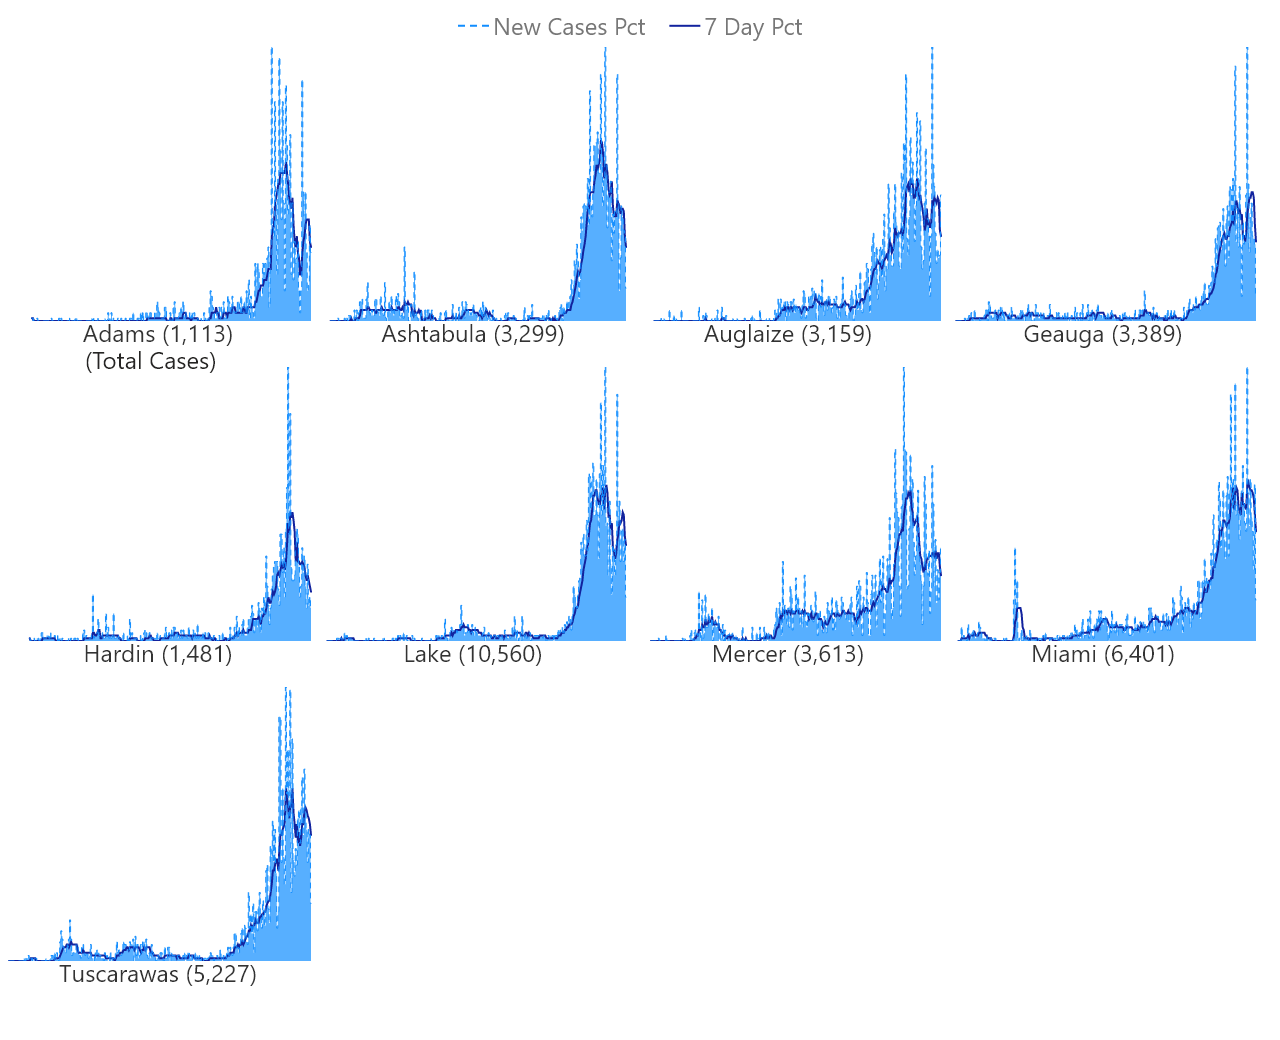 New Cases Pct 7 Day Pct
Adams (1,113)
(Total Cases)
Ashtabula (3,299)
Auglaize (3,159)
Geauga (3,389)
Hardin (1,481)
Lake (10,560)
Mercer (3,613)
Miami (6,401)
Tuscarawas (5,227)